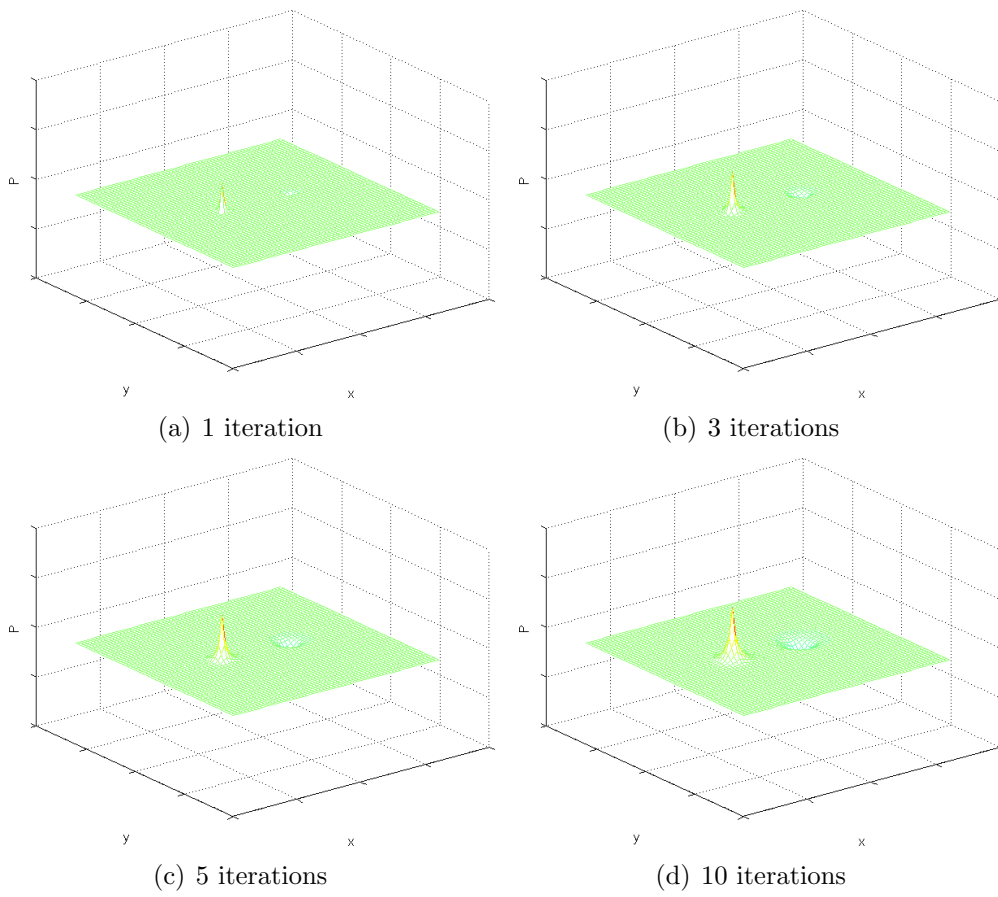 P
y
x
(a) 1 iteration
P
y
x
(b) 3 iterations
P
y
x
(c) 5 iterations
P
y
x
(d) 10 iterations